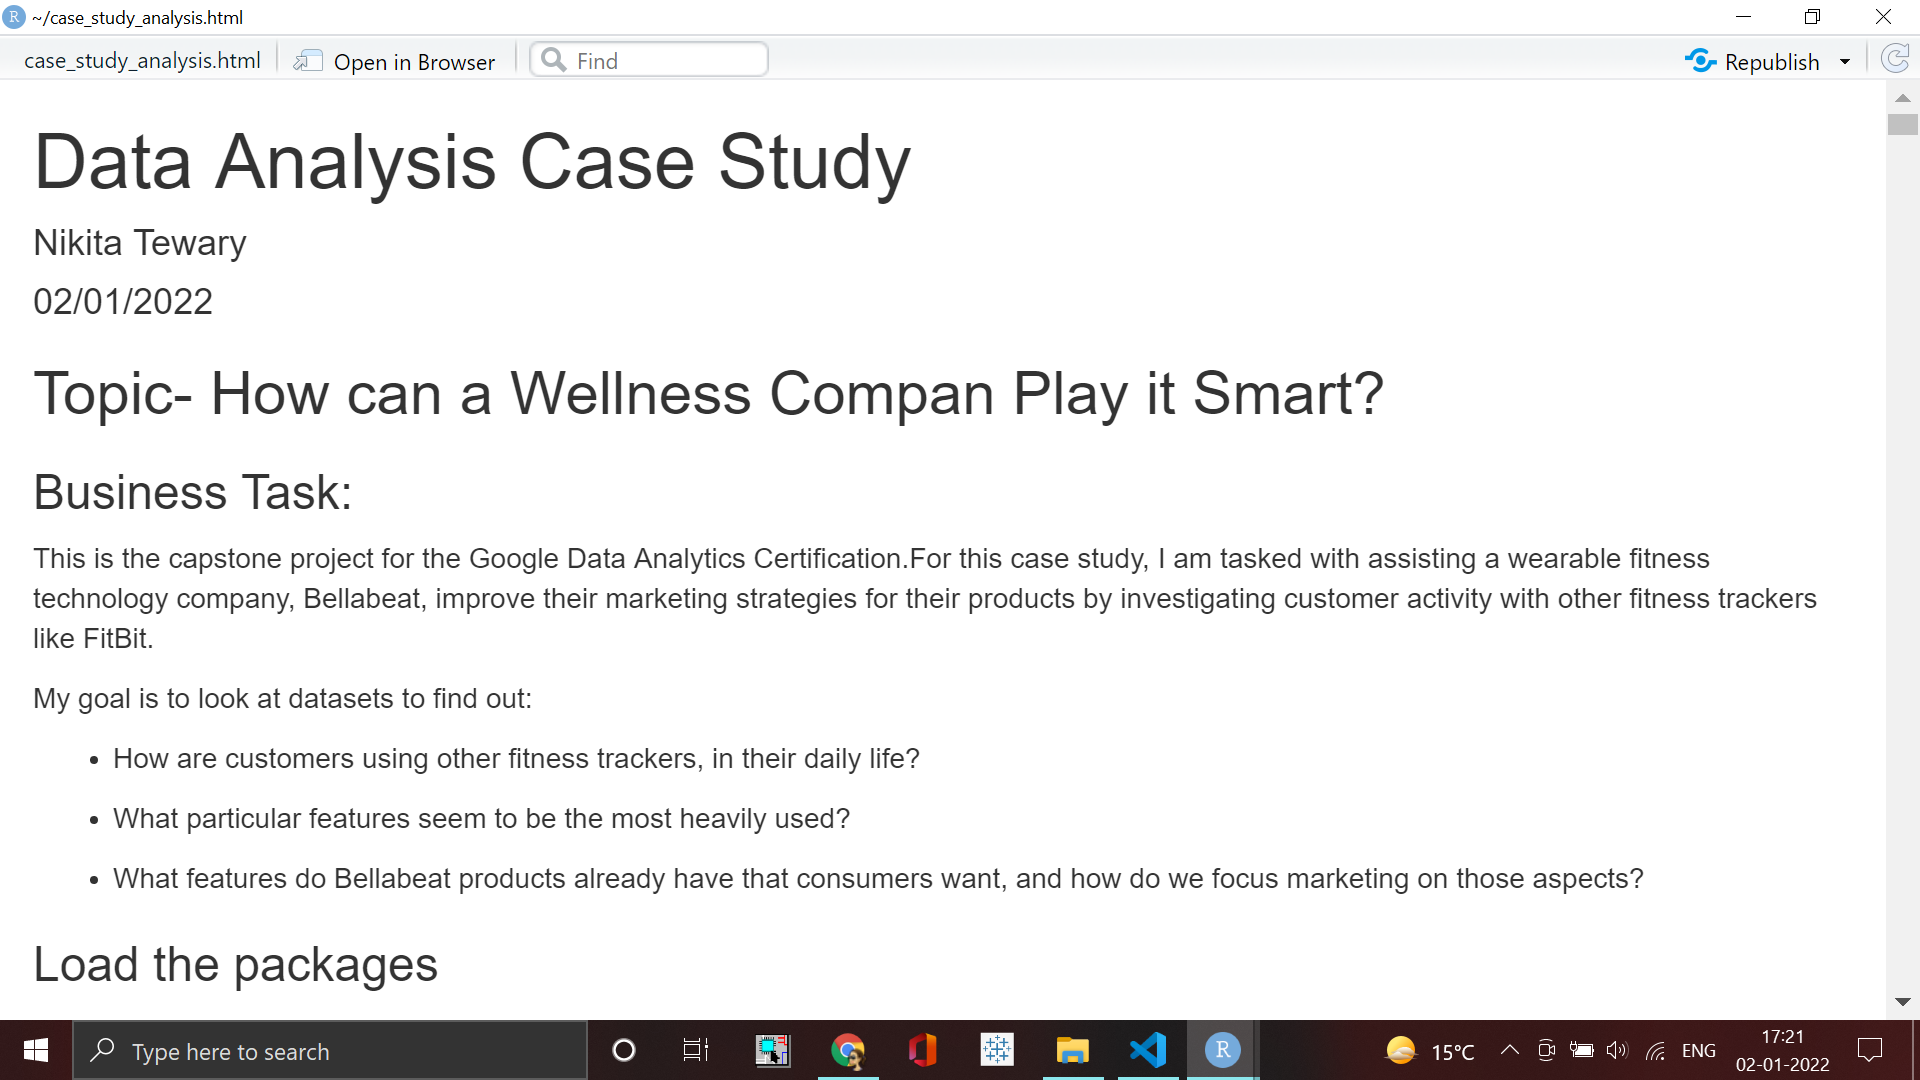 R ~/case_study_analysis.html
case_study_analysis.html Open in Browser Find Republish
Data Analysis Case Study
Nikita Tewary
02/01/2022
Topic- How can a Wellness Compan Play it Smart?
Business Task:
This is the capstone project for the Google Data Analytics Certification.For this case study, I am tasked with assisting a wearable fitness
technology company, Bellabeat, improve their marketing strategies for their products by investigating customer activity with other fitness trackers
like FitBit.
My goal is to look at datasets to find out:
• How are customers using other fitness trackers, in their daily life?
• What particular features seem to be the most heavily used?
• What features do Bellabeat products already have that consumers want, and how do we focus marketing on those aspects?
Load the packages
Type here to search R 15°C ENG 17:21
02-01-2022